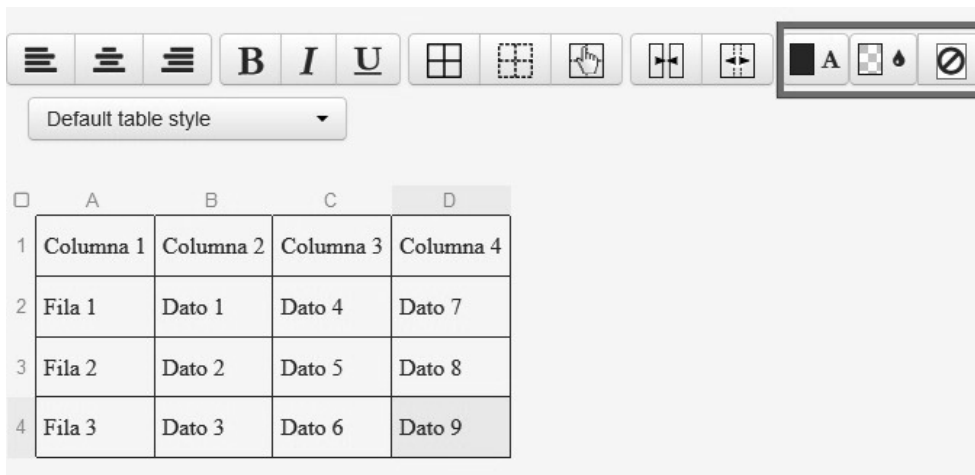 B I U A
Default table style
A B C D
1 Columna 1 Columna 2 Columna 3 Columna 4
2 Fila 1 Dato 1 Dato 4 Dato 7
3 Fila 2 Dato 2 Dato 5 Dato 8
4 Fila 3 Dato 3 Dato 6 Dato 9